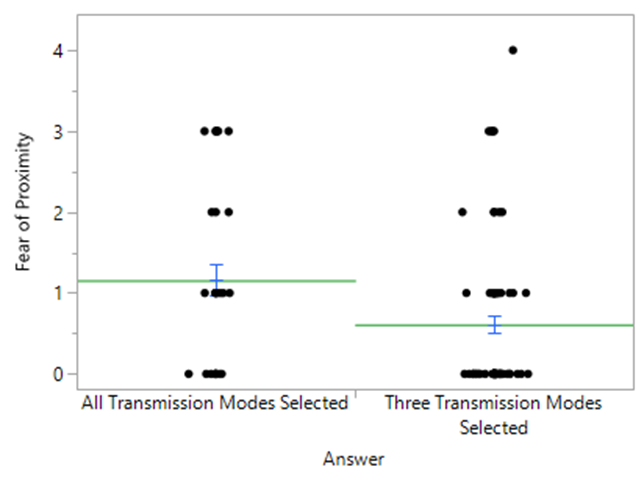 Fear of Proximity
4
3
2
1
0
All Transmission Modes Selected
Three Transmission Modes
Selected
Answer